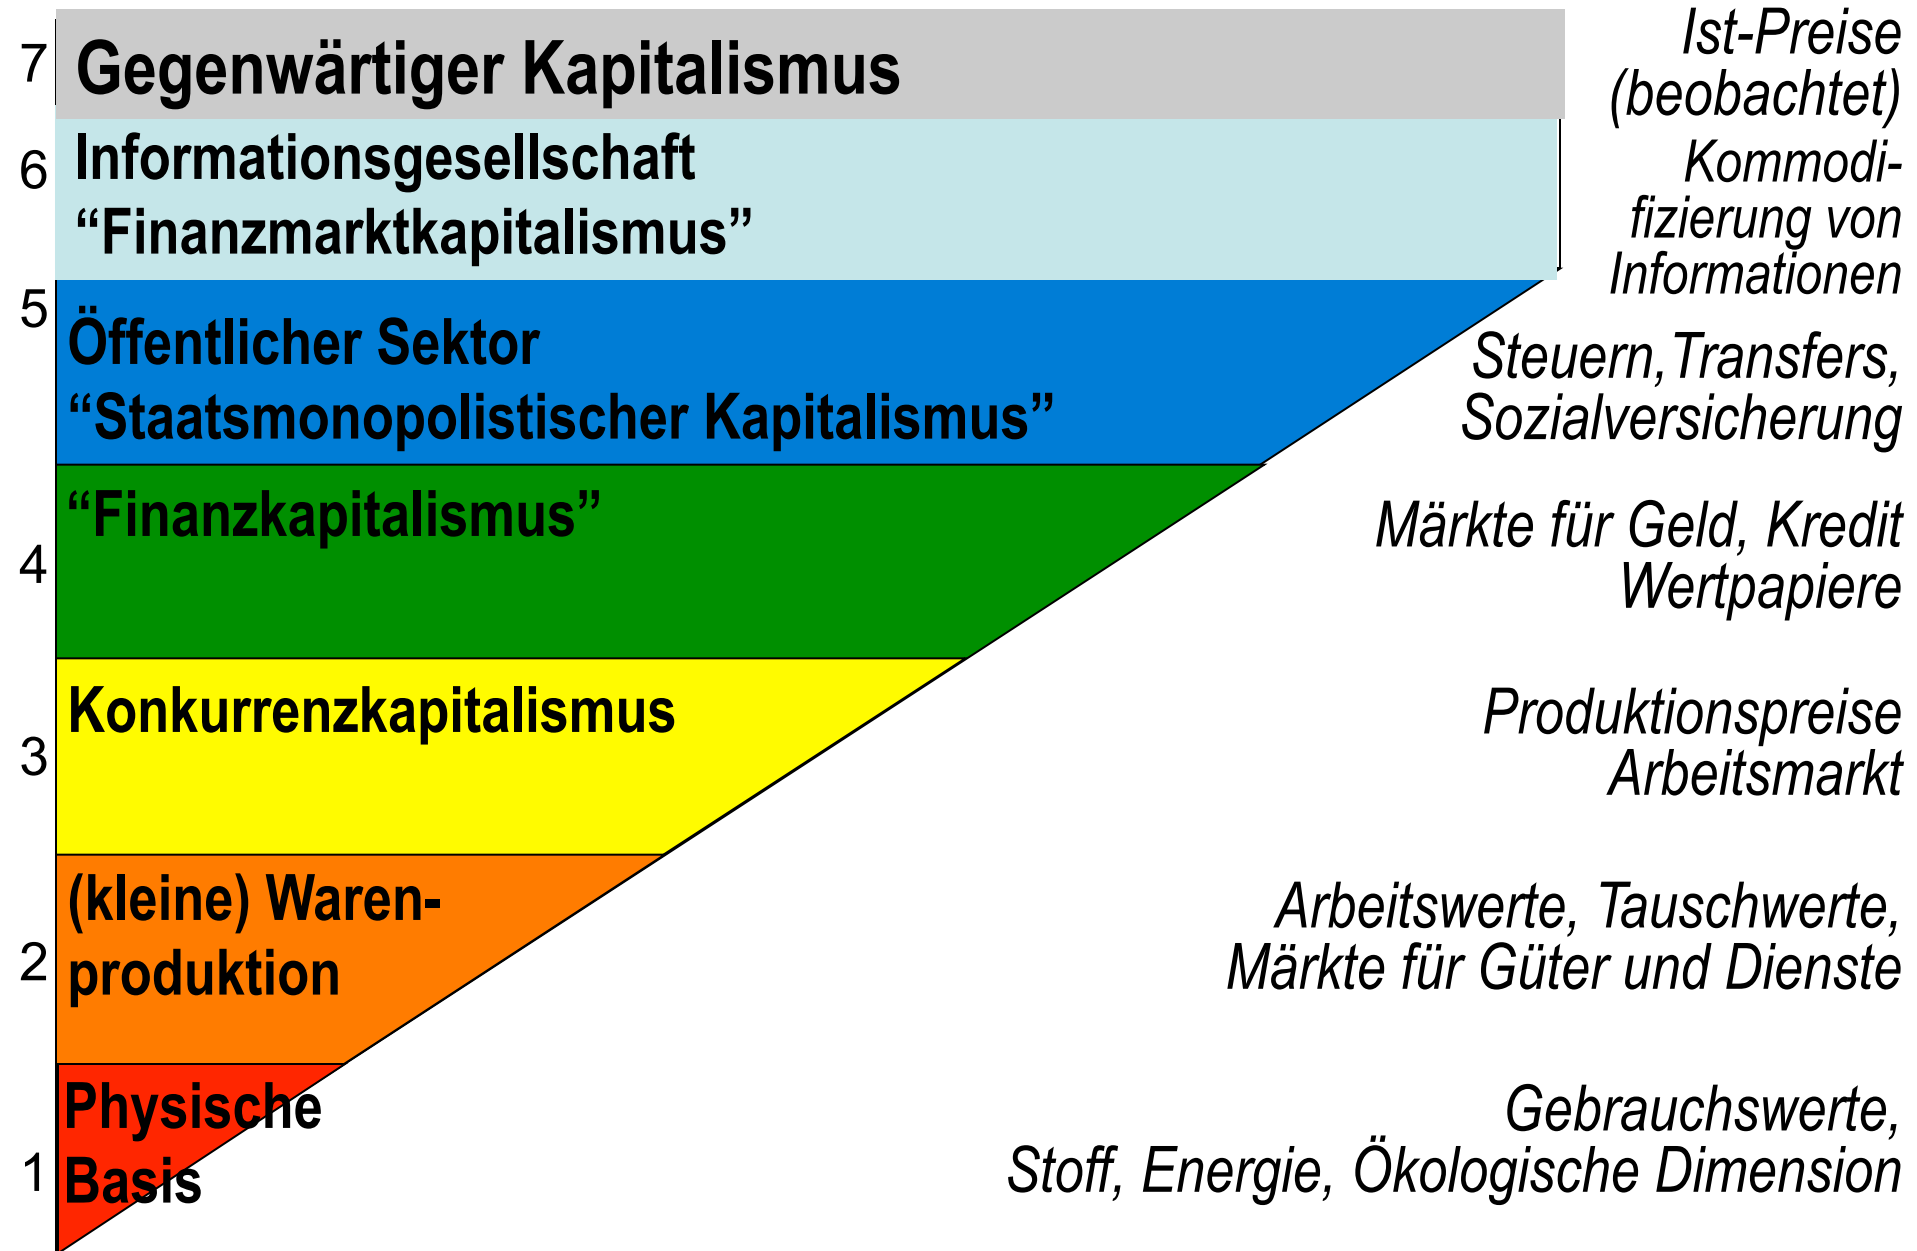 7
Gegenwärtiger Kapitalismus
Ist-Preise
(beobachtet)
6
Informationsgesellschaft
“Finanzmarktkapitalismus”
Kommodi-
fizierung von
Informationen
5
Öffentlicher Sektor
“Staatsmonopolistischer Kapitalismus”
Steuern,Transfers,
Sozialversicherung
4
“Finanzkapitalismus”
Märkte für Geld, Kredit
Wertpapiere
3
Konkurrenzkapitalismus
Produktionspreise
Arbeitsmarkt
2
(kleine) Waren-
produktion
Arbeitswerte, Tauschwerte,
Märkte für Güter und Dienste
1
Physische
Basis
Gebrauchswerte,
Stoff, Energie, Ökologische Dimension